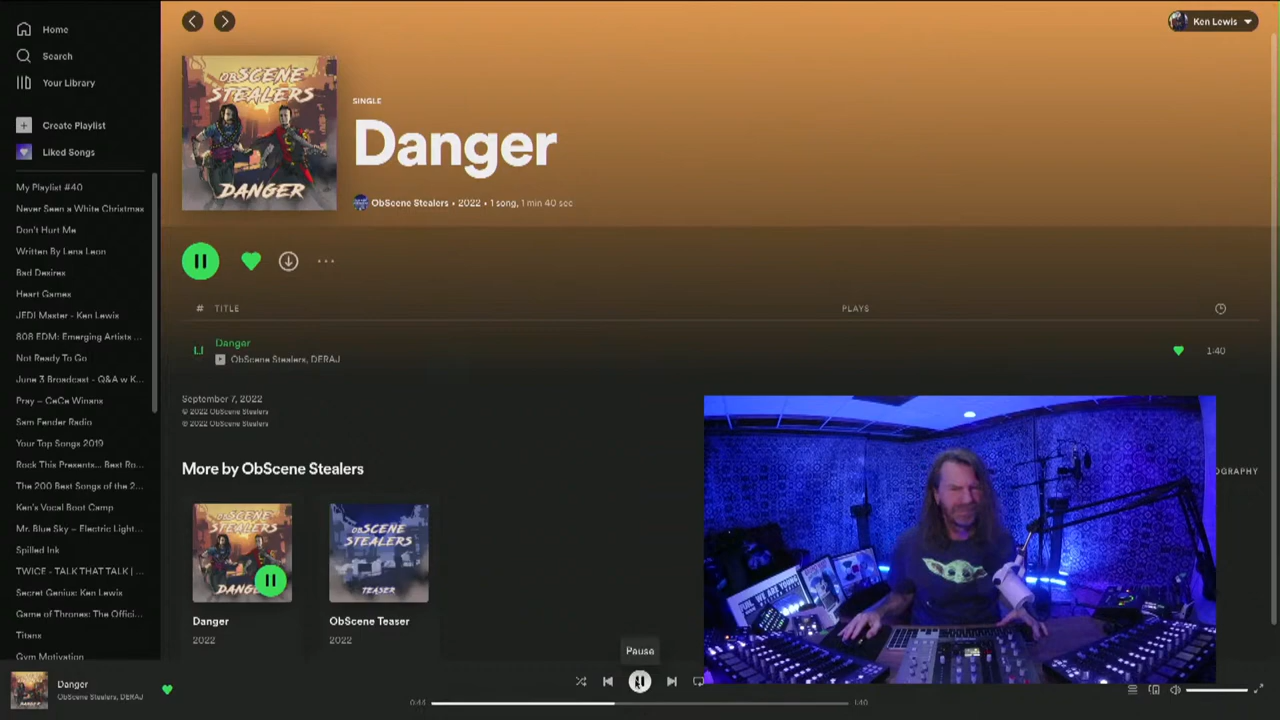 Home
Search
Your Library
Create Playlist
Liked Songs
My Playlist #40
Never Seen a White Christmas
Don't Hurt Me
Written By Lena Leon
Bad Desires
Heart Games
JEDI Master - Ken Lewis
808 EDM: Emerging Artists ...
Not Ready To Go
June 3 Broadcast - Q&A w K...
Pray – CeCe Winans
Sam Fender Radio
Your Top Songs 2019
Rock This Presents... Best Ro...
The 200 Best Songs of the 2...
Ken's Vocal Boot Camp
Mr. Blue Sky – Electric Light...
Spilled Ink
TWICE - TALK THAT TALK | ...
Secret Genius: Ken Lewis
Game of Thrones: The Offici...
Titans
Gym Motivation
Ken Lewis
ObSCENE
STEALERS
DANGER
SINGLE
Danger
ObScene Stealers • 2022 • 1 song, 1 min 40 sec
# TITLE PLAYS
Danger
ObScene Stealers, DERAJ
1:40
September 7, 2022
© 2022 ObScene Stealers
© 2022 ObScene Stealers
More by ObScene Stealers
OGRAPHY
ObSCENE
STEALERS
DANGE
Danger
2022
ObSCENE
STEALERS
TEASER
ObScene Teaser
2022
Pause
Danger
ObScene Stealers, DERAJ
0:44
1:40